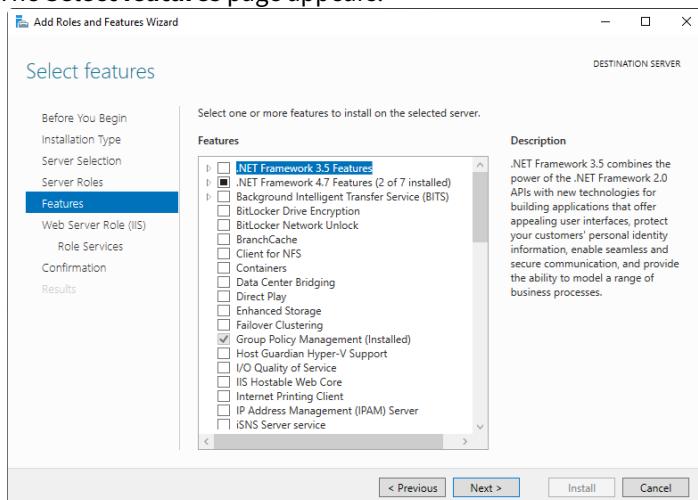 The Select features page appears.
Add Roles and Features Wizard
Select features
DESTINATION SERVER
Before You Begin
Installation Type
Server Selection
Server Roles
Features
Web Server Role (IIS)
Role Services
Confirmation
Results
Select one or more features to install on the selected server.
Features
.NET Framework 3.5 Features
.NET Framework 4.7 Features (2 of 7 installed)
Background Intelligent Transfer Service (BITS)
BitLocker Drive Encryption
BitLocker Network Unlock
BranchCache
Client for NFS
Containers
Data Center Bridging
Direct Play
Enhanced Storage
Failover Clustering
Group Policy Management (Installed)
Host Guardian Hyper-V Support
I/O Quality of Service
IIS Hostable Web Core
Internet Printing Client
IP Address Management (IPAM) Server
iSNS Server service
Description
.NET Framework 3.5 combines the
power of the .NET Framework 2.0
APIs with new technologies for
building applications that offer
appealing user interfaces, protect
your customers' personal identity
information, enable seamless and
secure communication, and provide
the ability to model a range of
business processes.
< Previous
Next >
Install
Cancel